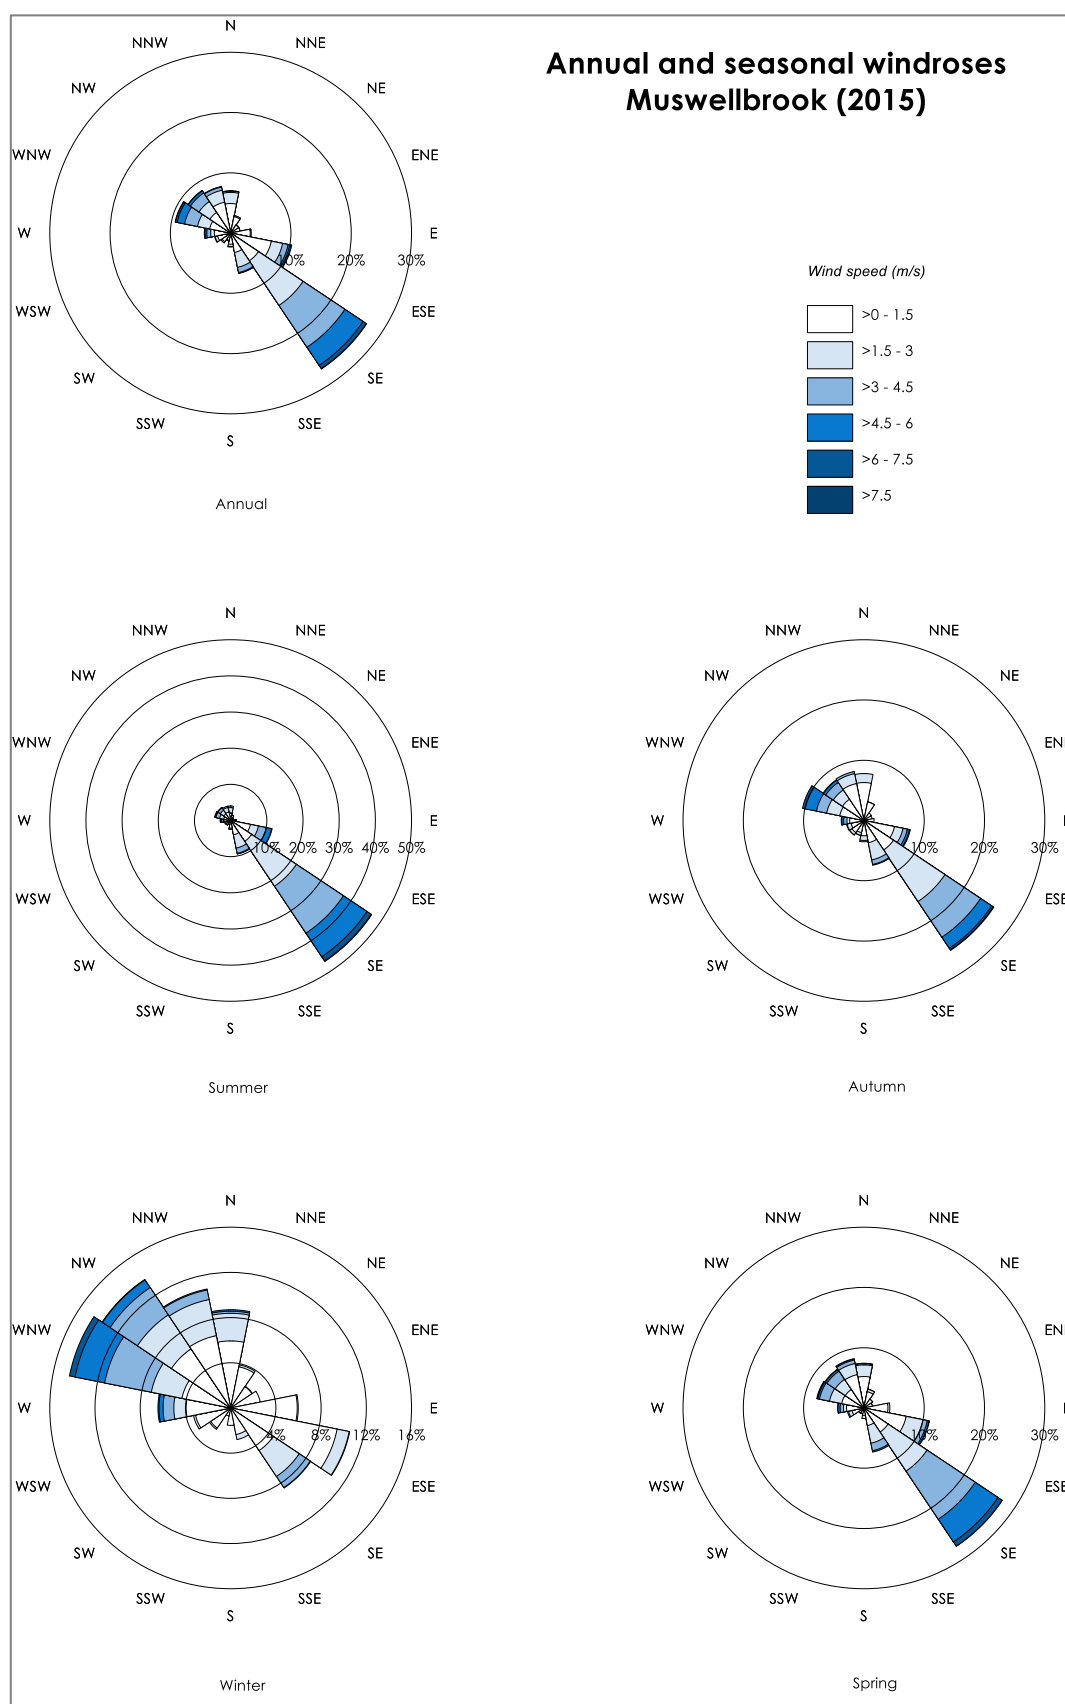 Annual and seasonal windroses
Muswellbrook (2015)
N
NNW NNE
NW NE
WNW ENE
W E
10% 20% 30%
WSW ESE
SW SE
SSW SSE
S
Annual
Wind speed (m/s)
>0 - 1.5
>1.5 - 3
>3 - 4.5
>4.5 - 6
>6 - 7.5
>7.5
N
NNW NNE
NW NE
WNW ENE
W E
10% 20% 30% 40% 50%
WSW ESE
SW SE
SSW SSE
S
Summer
N
NNW NNE
NW NE
WNW
W
10% 20% 30%
WSW ESE
SW SE
SSW SSE
S
Autumn
N
NNW NNE
NW NE
WNW ENE
W E
4% 8% 12% 16%
WSW ESE
SW SE
SSW SSE
S
Winter
N
NNW NNE
NW NE
WNW
W
10% 20% 30%
WSW ESE
SW SE
SSW SSE
S
Spring